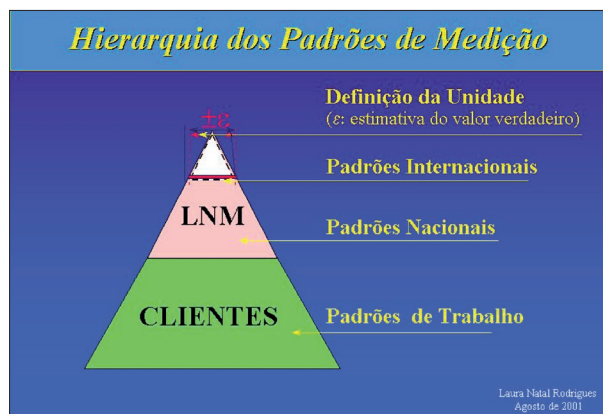 Hierarquia dos Padrões de Medição
±ε
Definição da Unidade
(ε: estimativa do valor verdadeiro)
Padrões Internacionais
LNM
Padrões Nacionais
CLIENTES
Padrões de Trabalho
Laura Natal Rodrigues
Agosto de 2001